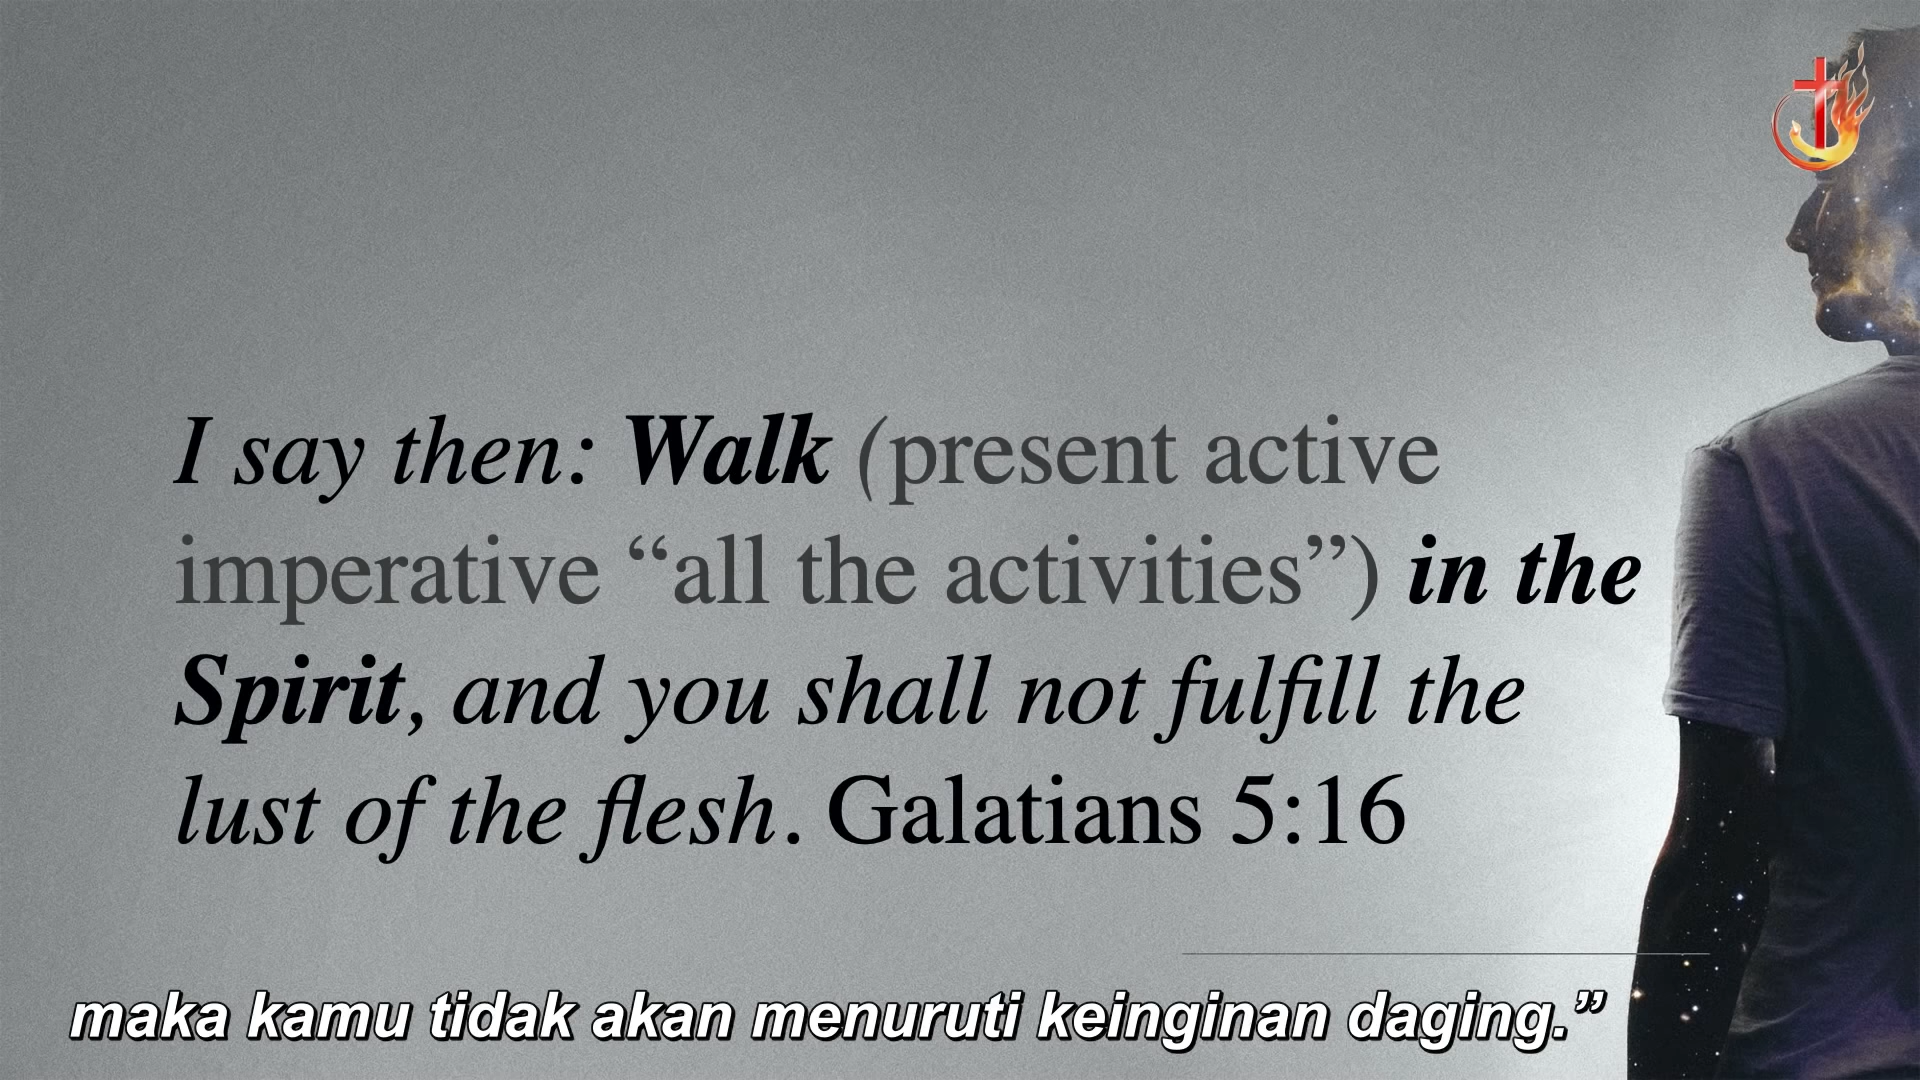 I say then: Walk (present active
imperative “all the activities”) in the
Spirit, and you shall not fulfill the
lust of the flesh. Galatians 5:16
maka kamu tidak akan menuruti keinginan daging.”